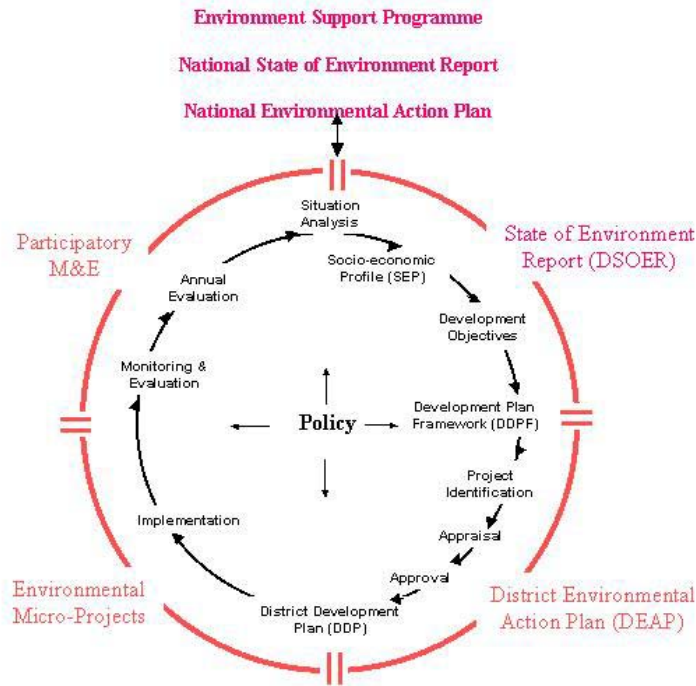 Environment Support Programme
National State of Environment Report
National Environmental Action Plan
Situation
Analysis
Participatory
M&E
State of Environment
Report (DSOER)
Socio-economic
Profile (SEP)
Annual
Evaluation
Development
Objectives
Monitoring &
Evaluation
Policy
Development Plan
Framework (DDPF)
Project
Identification
Implementation
Appraisal
Approval
Environmental
Micro-Projects
District Development
Plan (DDP)
District Environmental
Action Plan (DEAP)